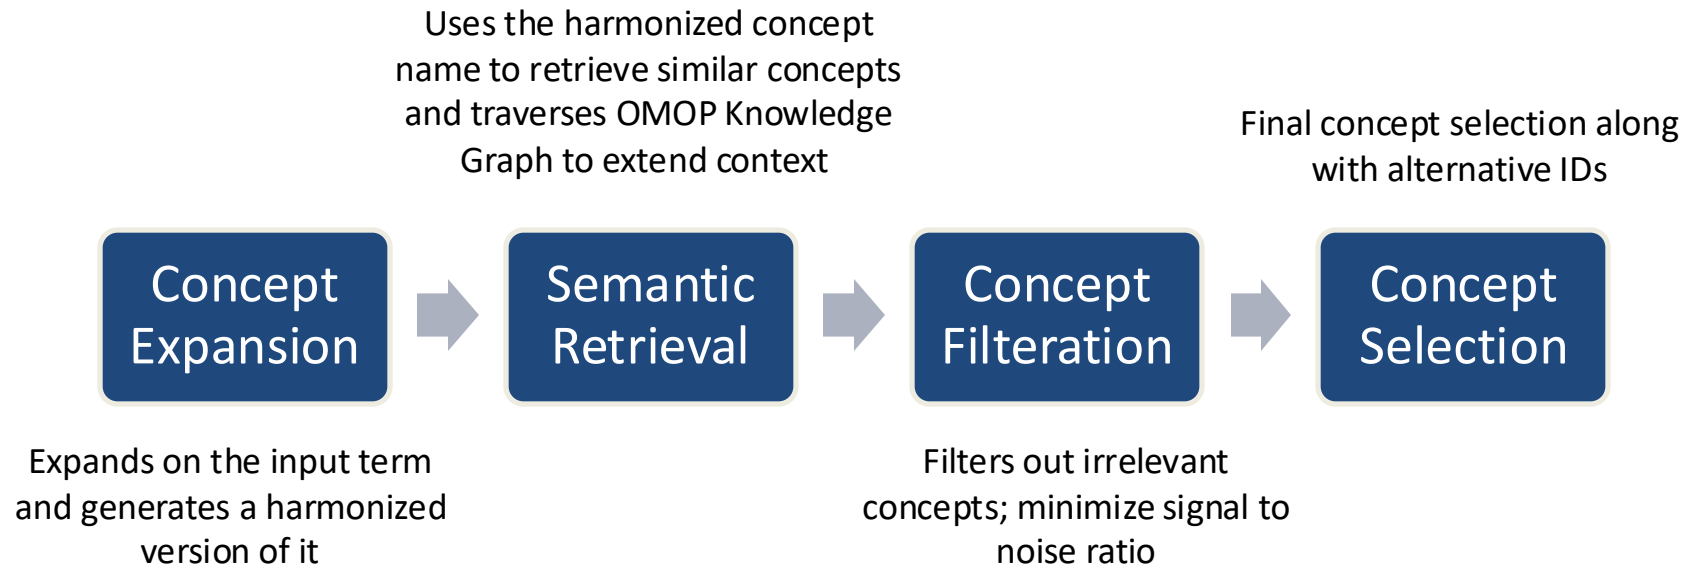 Uses the harmonized concept
name to retrieve similar concepts
and traverses OMOP Knowledge
Graph to extend context
Final concept selection along
with alternative IDs
Concept
Expansion
Semantic
Retrieval
Concept
Filteration
Concept
Selection
Expands on the input term
and generates a harmonized
version of it
Filters out irrelevant
concepts; minimize signal to
noise ratio